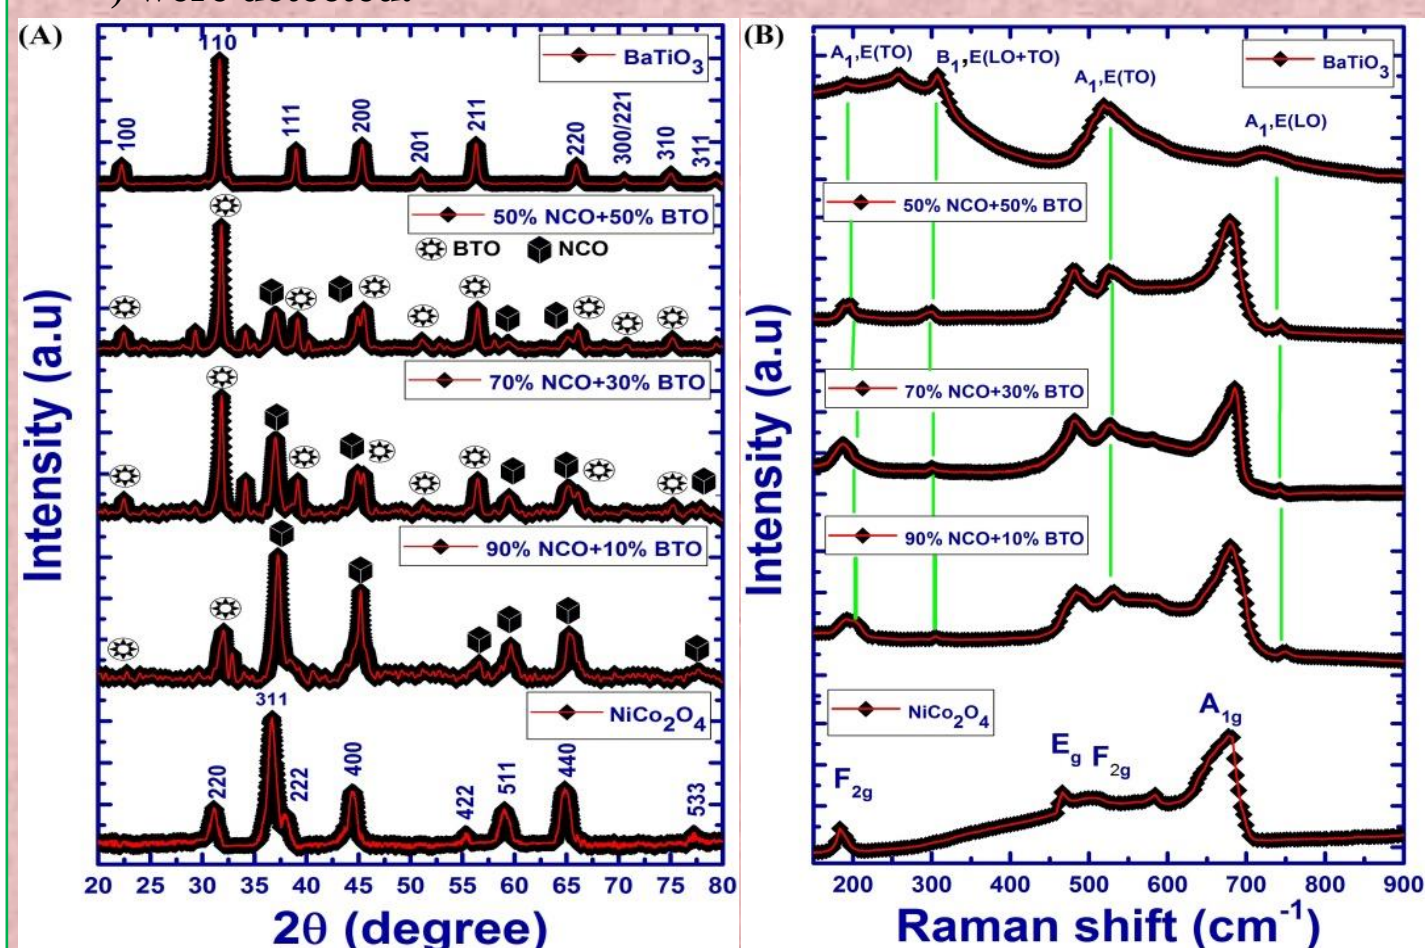 ) were detected.
(A)
110
BaTiO3
100
111
200
201
211
220
300/221
310
311
50% NCO+50% BTO
BTO
NCO
70% NCO+30% BTO
90% NCO+10% BTO
NiCo2O4
220
311
222
400
422
511
440
533
Intensity (a.u)
20 25 30 35 40 45 50 55 60 65 70 75 80
2θ (degree)
(B)
A1,E(TO)
B1,E(LO+TO)
A1,E(TO)
A1,E(LO)
BaTiO3
50% NCO+50% BTO
70% NCO+30% BTO
90% NCO+10% BTO
NiCo2O4
F2g
Eg
F2g
A1g
Intensity (a.u)
200 300 400 500 600 700 800 900
Raman shift (cm-1)